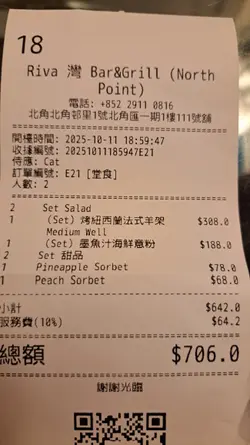 18
Riva 灣 Bar&Grill (North
Point)
電話: +852 2911 0816
北角北角邨里1號北角匯一期1樓111號舖
開檯時間: 2025-10-11 18:59:47
收據編號: 20251011185947E21
侍應: Cat
訂單編號: E21 [堂食]
人數: 2
2 Set Salad
1 (Set) 烤紐西蘭法式羊架 $308.0
Medium Well
1 (Set) 墨魚汁海鮮意粉 $188.0
2 Set 甜品
1 Pineapple Sorbet $78.0
1 Peach Sorbet $68.0
小計 $642.0
服務費(10%) $64.2
總額 $706.0
謝謝光臨